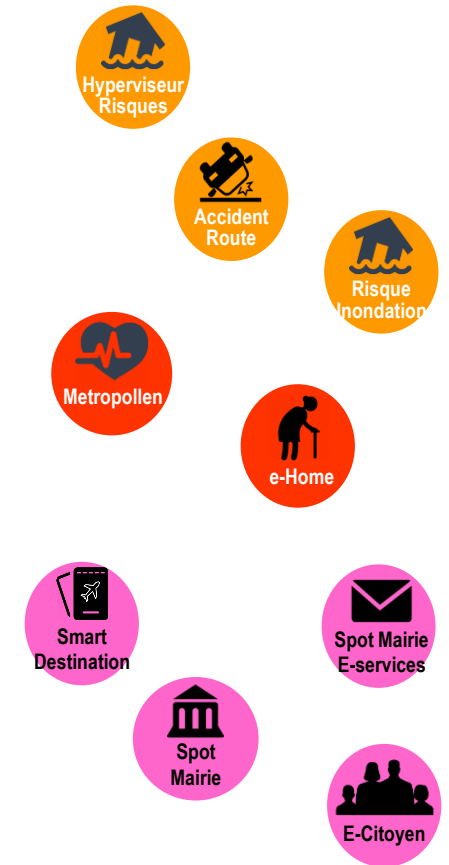 Hyperviseur
Risques
Accident
Route
Risque
Inondation
Metropollen
e-Home
Smart
Destination
Spot Mairie
E-services
Spot
Mairie
E-Citoyen